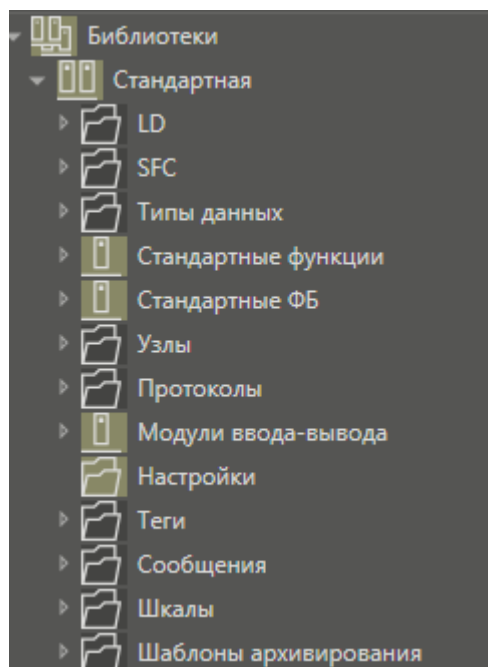 Библиотеки
Стандартная
LD
SFC
Типы данных
Стандартные функции
Стандартные ФБ
Узлы
Протоколы
Модули ввода-вывода
Настройки
Теги
Сообщения
Шкалы
Шаблоны архивирования